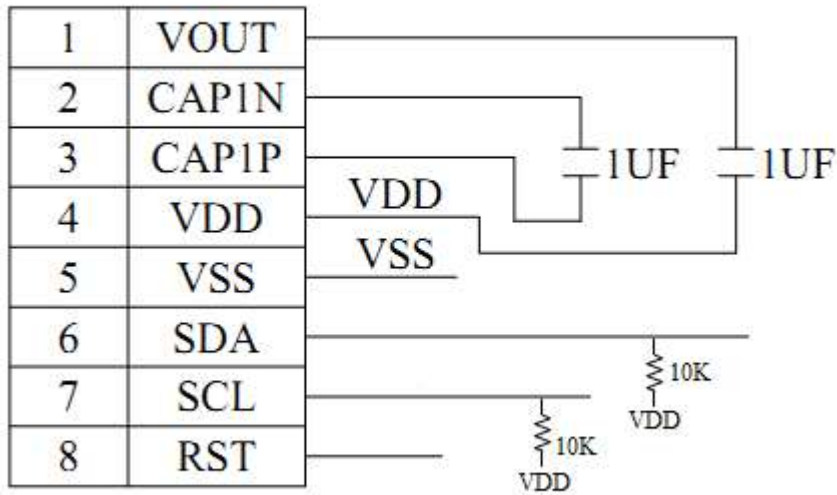 1 VOUT
2 CAP1N
3 CAP1P
1UF 1UF
VDD
4 VDD
VSS
5 VSS
6 SDA
10K
7 SCL
VDD
10K
8 RST
VDD